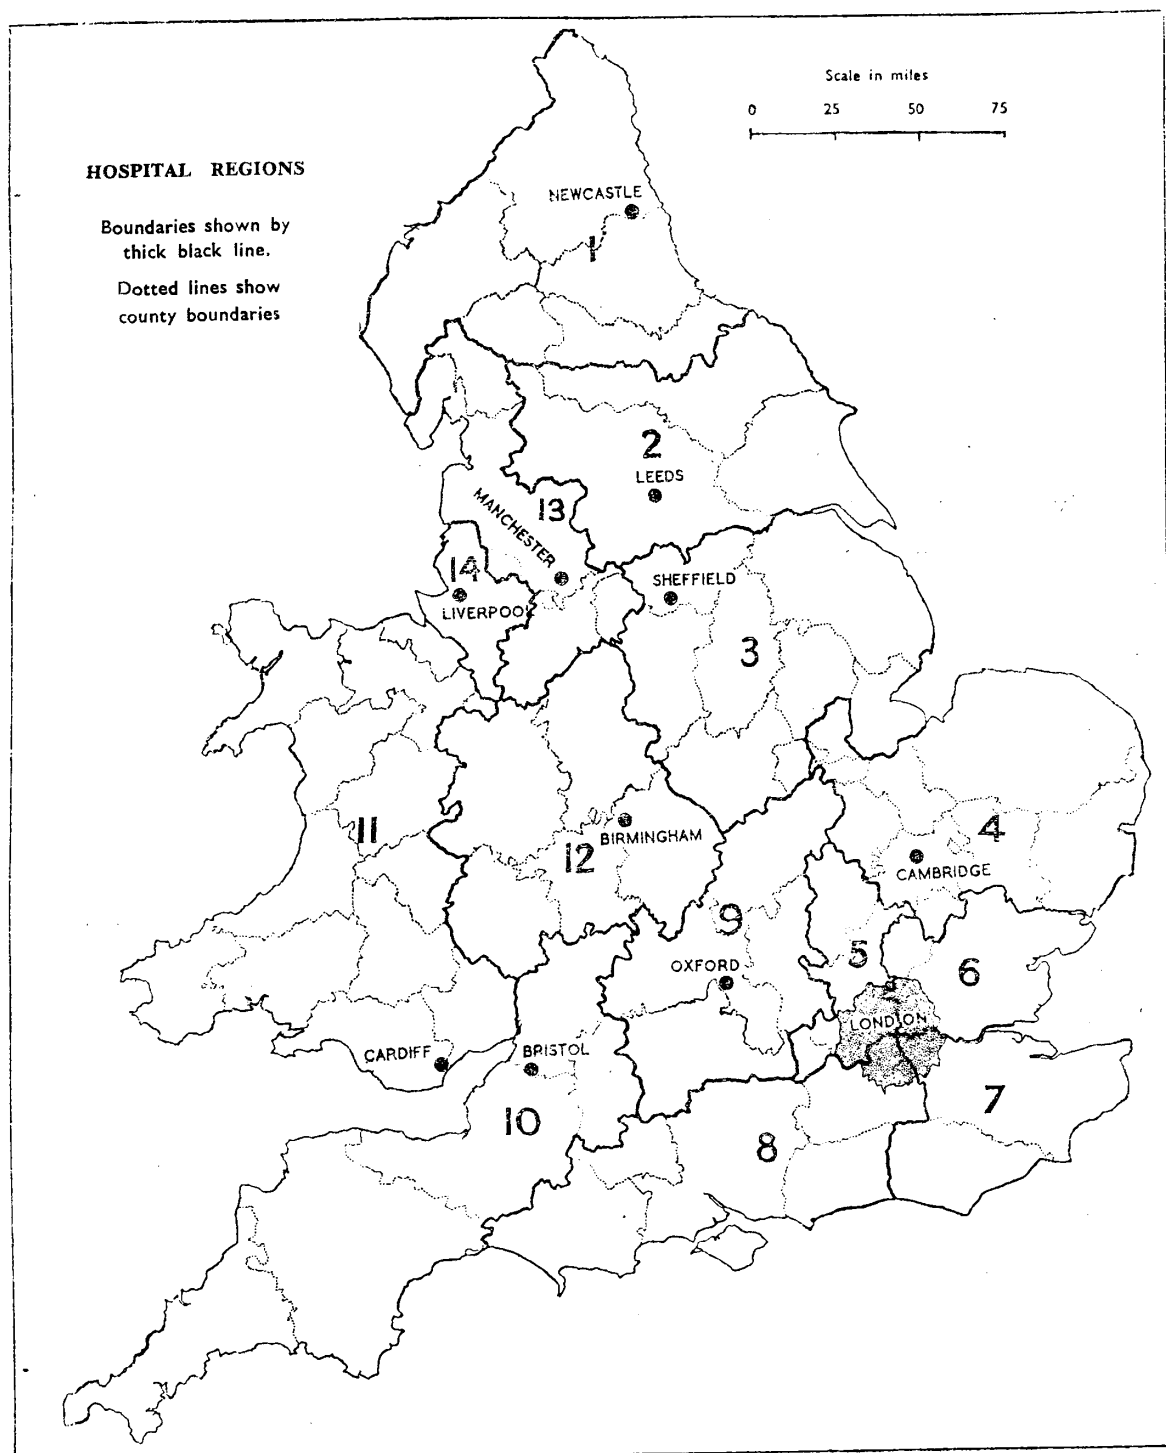 Scale in miles
0 25 50 75
HOSPITAL REGIONS
Boundaries shown by
thick black line.
Dotted lines show
county boundaries
NEWCASTLE
1
2
LEEDS
MANCHESTER
13
14
LIVERPOOL
SHEFFIELD
3
11
12
BIRMINGHAM
4
CAMBRIDGE
9
OXFORD
5
6
LONDON
CARDIFF
BRISTOL
10
7
8